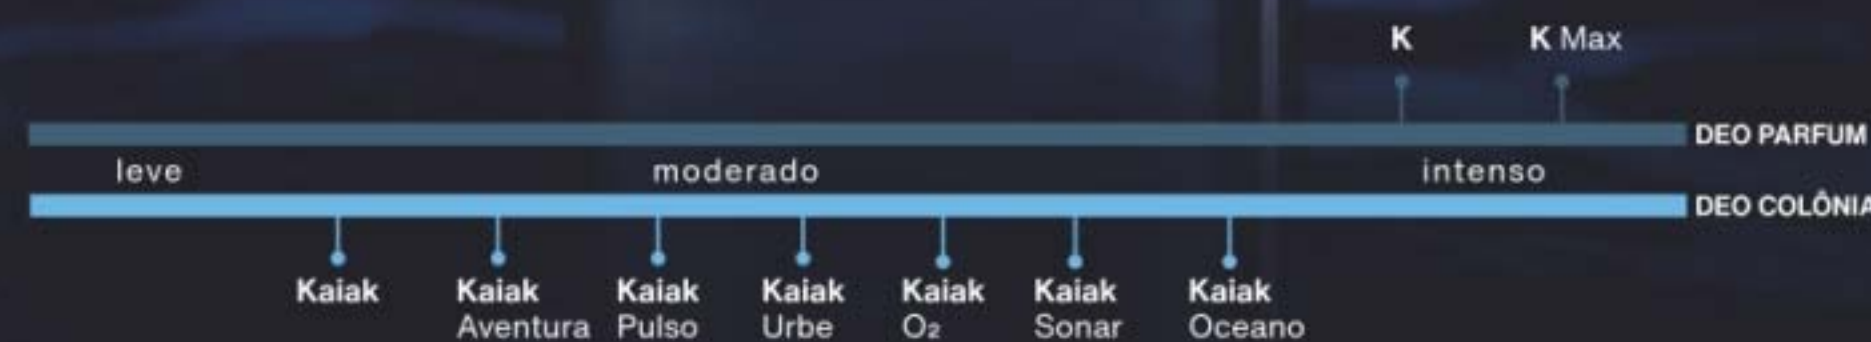 K K Max
DEO PARFUM
leve moderado intenso
DEO COLÔNIA
Kaiak Kaiak Kaiak Kaiak Kaiak Kaiak Kaiak
Aventura Pulso Urbe O₂ Sonar Oceano